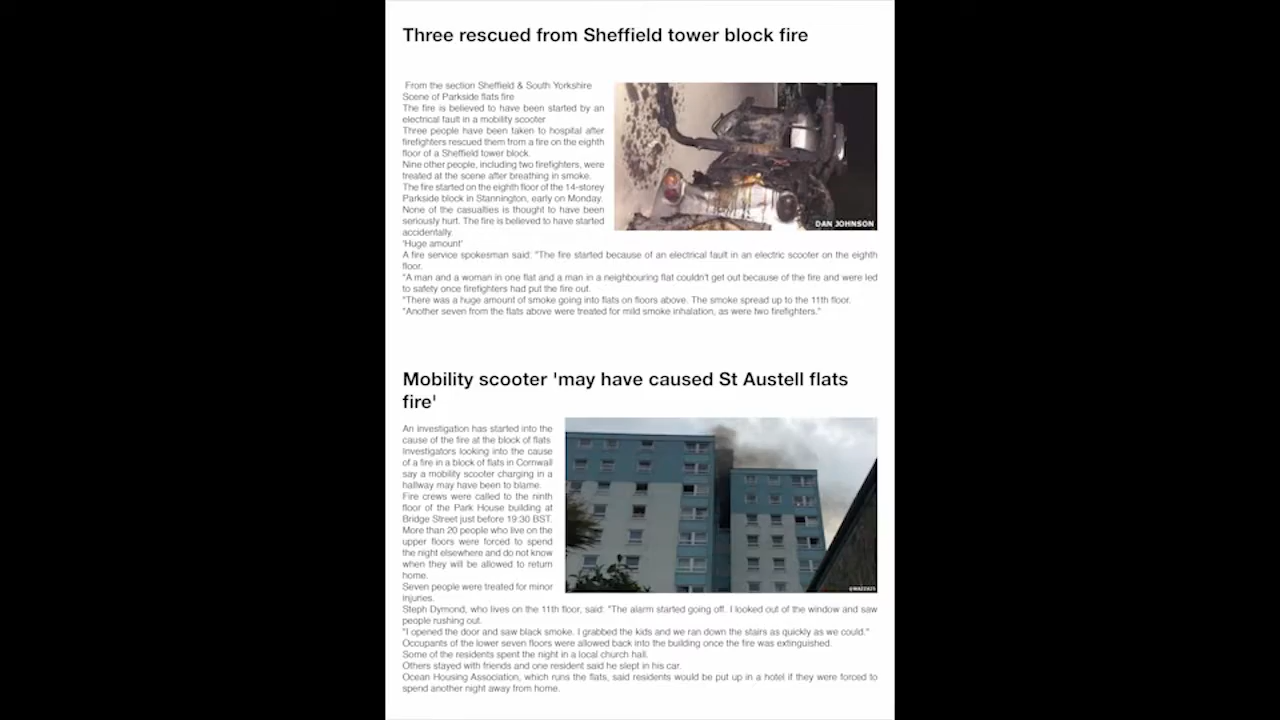 Three rescued from Sheffield tower block fire
From the section Sheffield & South Yorkshire
Scene of Parkside flats fire
The fire is believed to have been started by an
electrical fault in a mobility scooter
Three people have been taken to hospital after
firefighters rescued them from a fire on the eighth
floor of a Sheffield tower block.
Nine other people, including two firefighters, were
treated at the scene after breathing in smoke.
The fire started on the eighth floor of the 14-storey
Parkside block in Stannington, early on Monday.
None of the casualties is thought to have been
seriously hurt. The fire is believed to have started
accidentally.
'Huge amount'
DAN JOHNSON
A fire service spokesman said: "The fire started because of an electrical fault in an electric scooter on the eighth
floor.
"A man and a woman in one flat and a man in a neighbouring flat couldn't get out because of the fire and were led
to safety once firefighters had put the fire out.
"There was a huge amount of smoke going into flats on floors above. The smoke spread up to the 11th floor.
"Another seven from the flats above were treated for mild smoke inhalation, as were two firefighters."
Mobility scooter 'may have caused St Austell flats
fire'
An investigation has started into the
cause of the fire at the block of flats
Investigators looking into the cause
of a fire in a block of flats in Cornwall
say a mobility scooter charging in a
hallway may have been to blame.
Fire crews were called to the ninth
floor of the Park House building at
Bridge Street just before 19:30 BST.
More than 20 people who live on the
upper floors were forced to spend
the night elsewhere and do not know
when they will be allowed to return
home.
Seven people were treated for minor
injuries.
Steph Dymond, who lives on the 11th floor, said: "The alarm started going off. I looked out of the window and saw
people rushing out.
"I opened the door and saw black smoke. I grabbed the kids and we ran down the stairs as quickly as we could."
Occupants of the lower seven floors were allowed back into the building once the fire was extinguished.
Some of the residents spent the night in a local church hall.
Others stayed with friends and one resident said he slept in his car.
Ocean Housing Association, which runs the flats, said residents would be put up in a hotel if they were forced to
spend another night away from home.